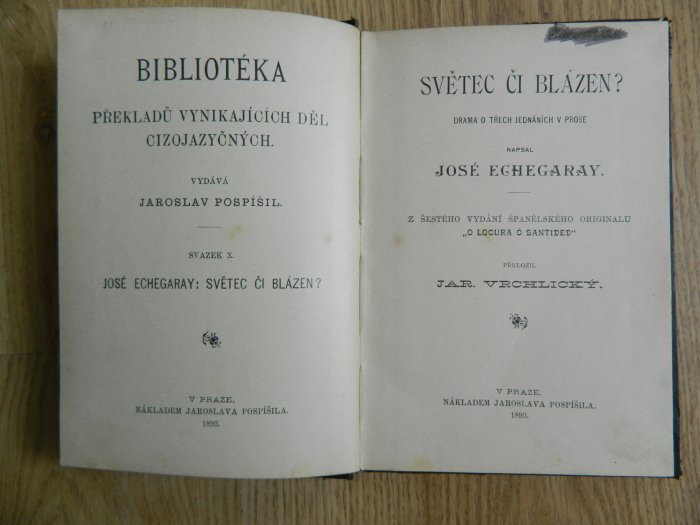 BIBLIOTÉKA
PŘEKLADŮ VYNIKAJÍCÍCH DĚL
CIZOJAZYČNÝCH.
VYDÁVÁ
JAROSLAV POSPÍŠIL.
SVAZEK X.
JOSÉ ECHEGARAY: SVĚTEC ČI BLÁZEN?
V PRAZE.
NÁKLADEM JAROSLAVA POSPÍŠILA.
1893.
SVĚTEC ČI BLÁZEN?
DRAMA O TŘECH JEDNÁNÍCH V PROSE
NAPSAL
JOSÉ ECHEGARAY.
Z ŠESTÉHO VYDÁNÍ ŠPANĚLSKÉHO ORIGINALU
„O LOCURA Ó SANTIDED"
PŘELOŽIL
JAR. VRCHLICKÝ.
V PRAZE.
NÁKLADEM JAROSLAVA POSPÍŠILA.
1893.